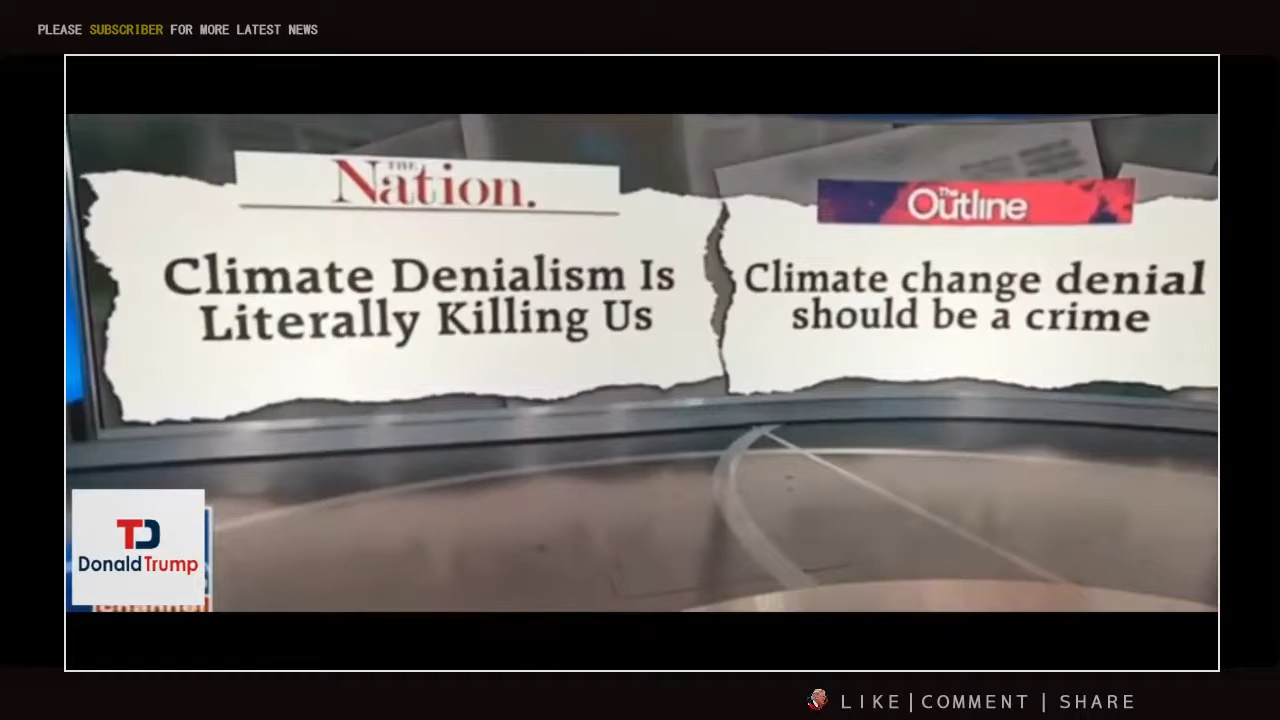 PLEASE SUBSCRIBER FOR MORE LATEST NEWS
THE
Nation.
Climate Denialism Is
Literally Killing Us
The
Outline
Climate change denial
should be a crime
TD
DonaldTrump
Channel
LIKE|COMMENT | SHARE